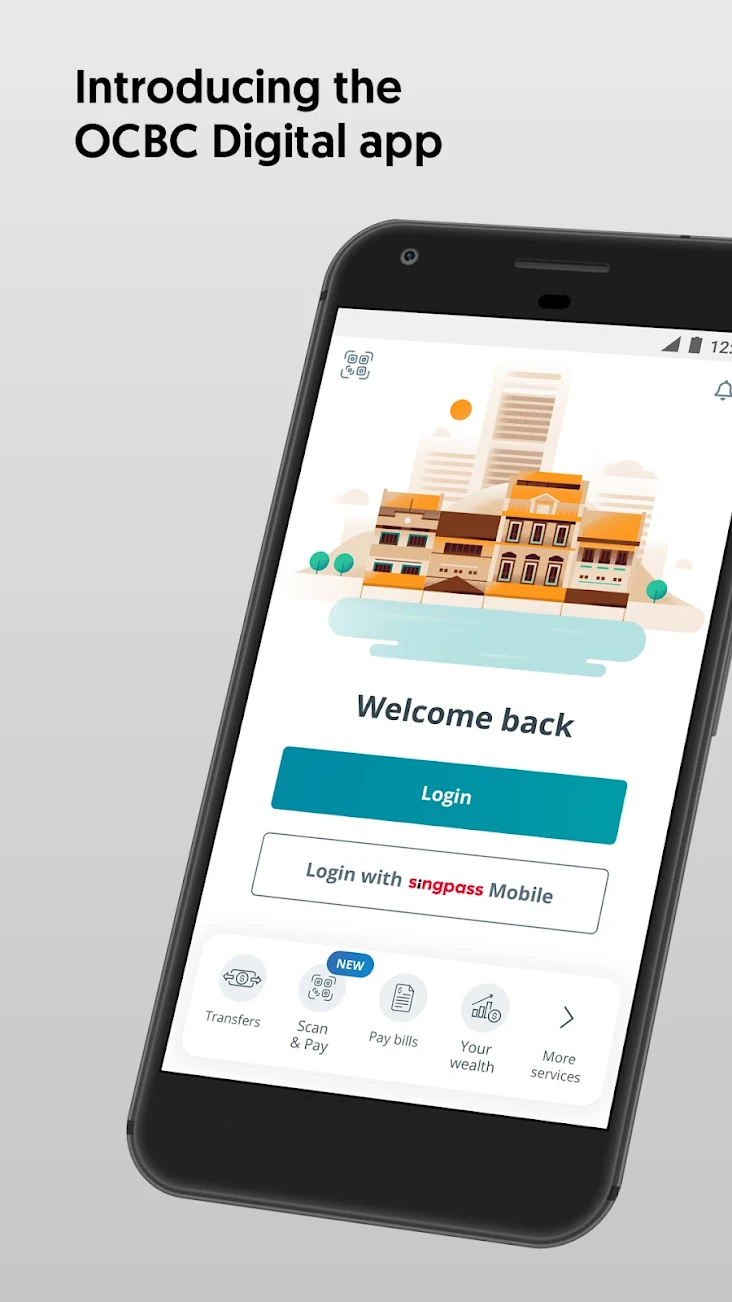 Introducing the
OCBC Digital app
12:
Welcome back
Login
Login with singpass Mobile
NEW
Transfers
Scan
& Pay
Pay bills
Your
wealth
More
services